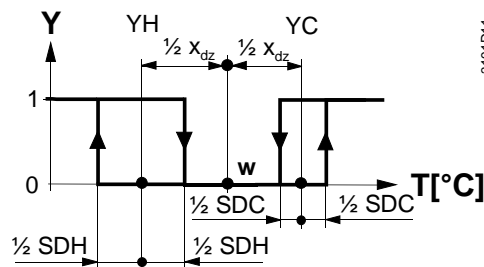 Y YH YC
½ x_dz ½ x_dz
1
w
0 T[°C]
½ SDC ½ SDC
½ SDH ½ SDH